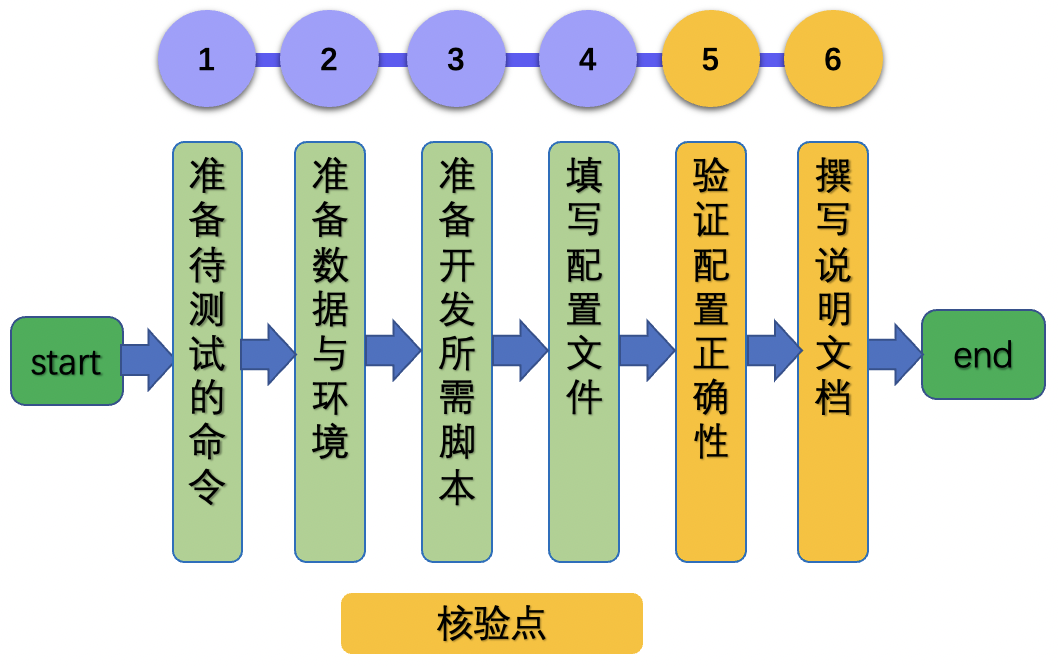 1
2
3
4
5
6
start
准备待测试的命令
准备数据与环境
准备开发所需脚本
填写配置文件
验证配置正确性
撰写说明文档
end
核验点